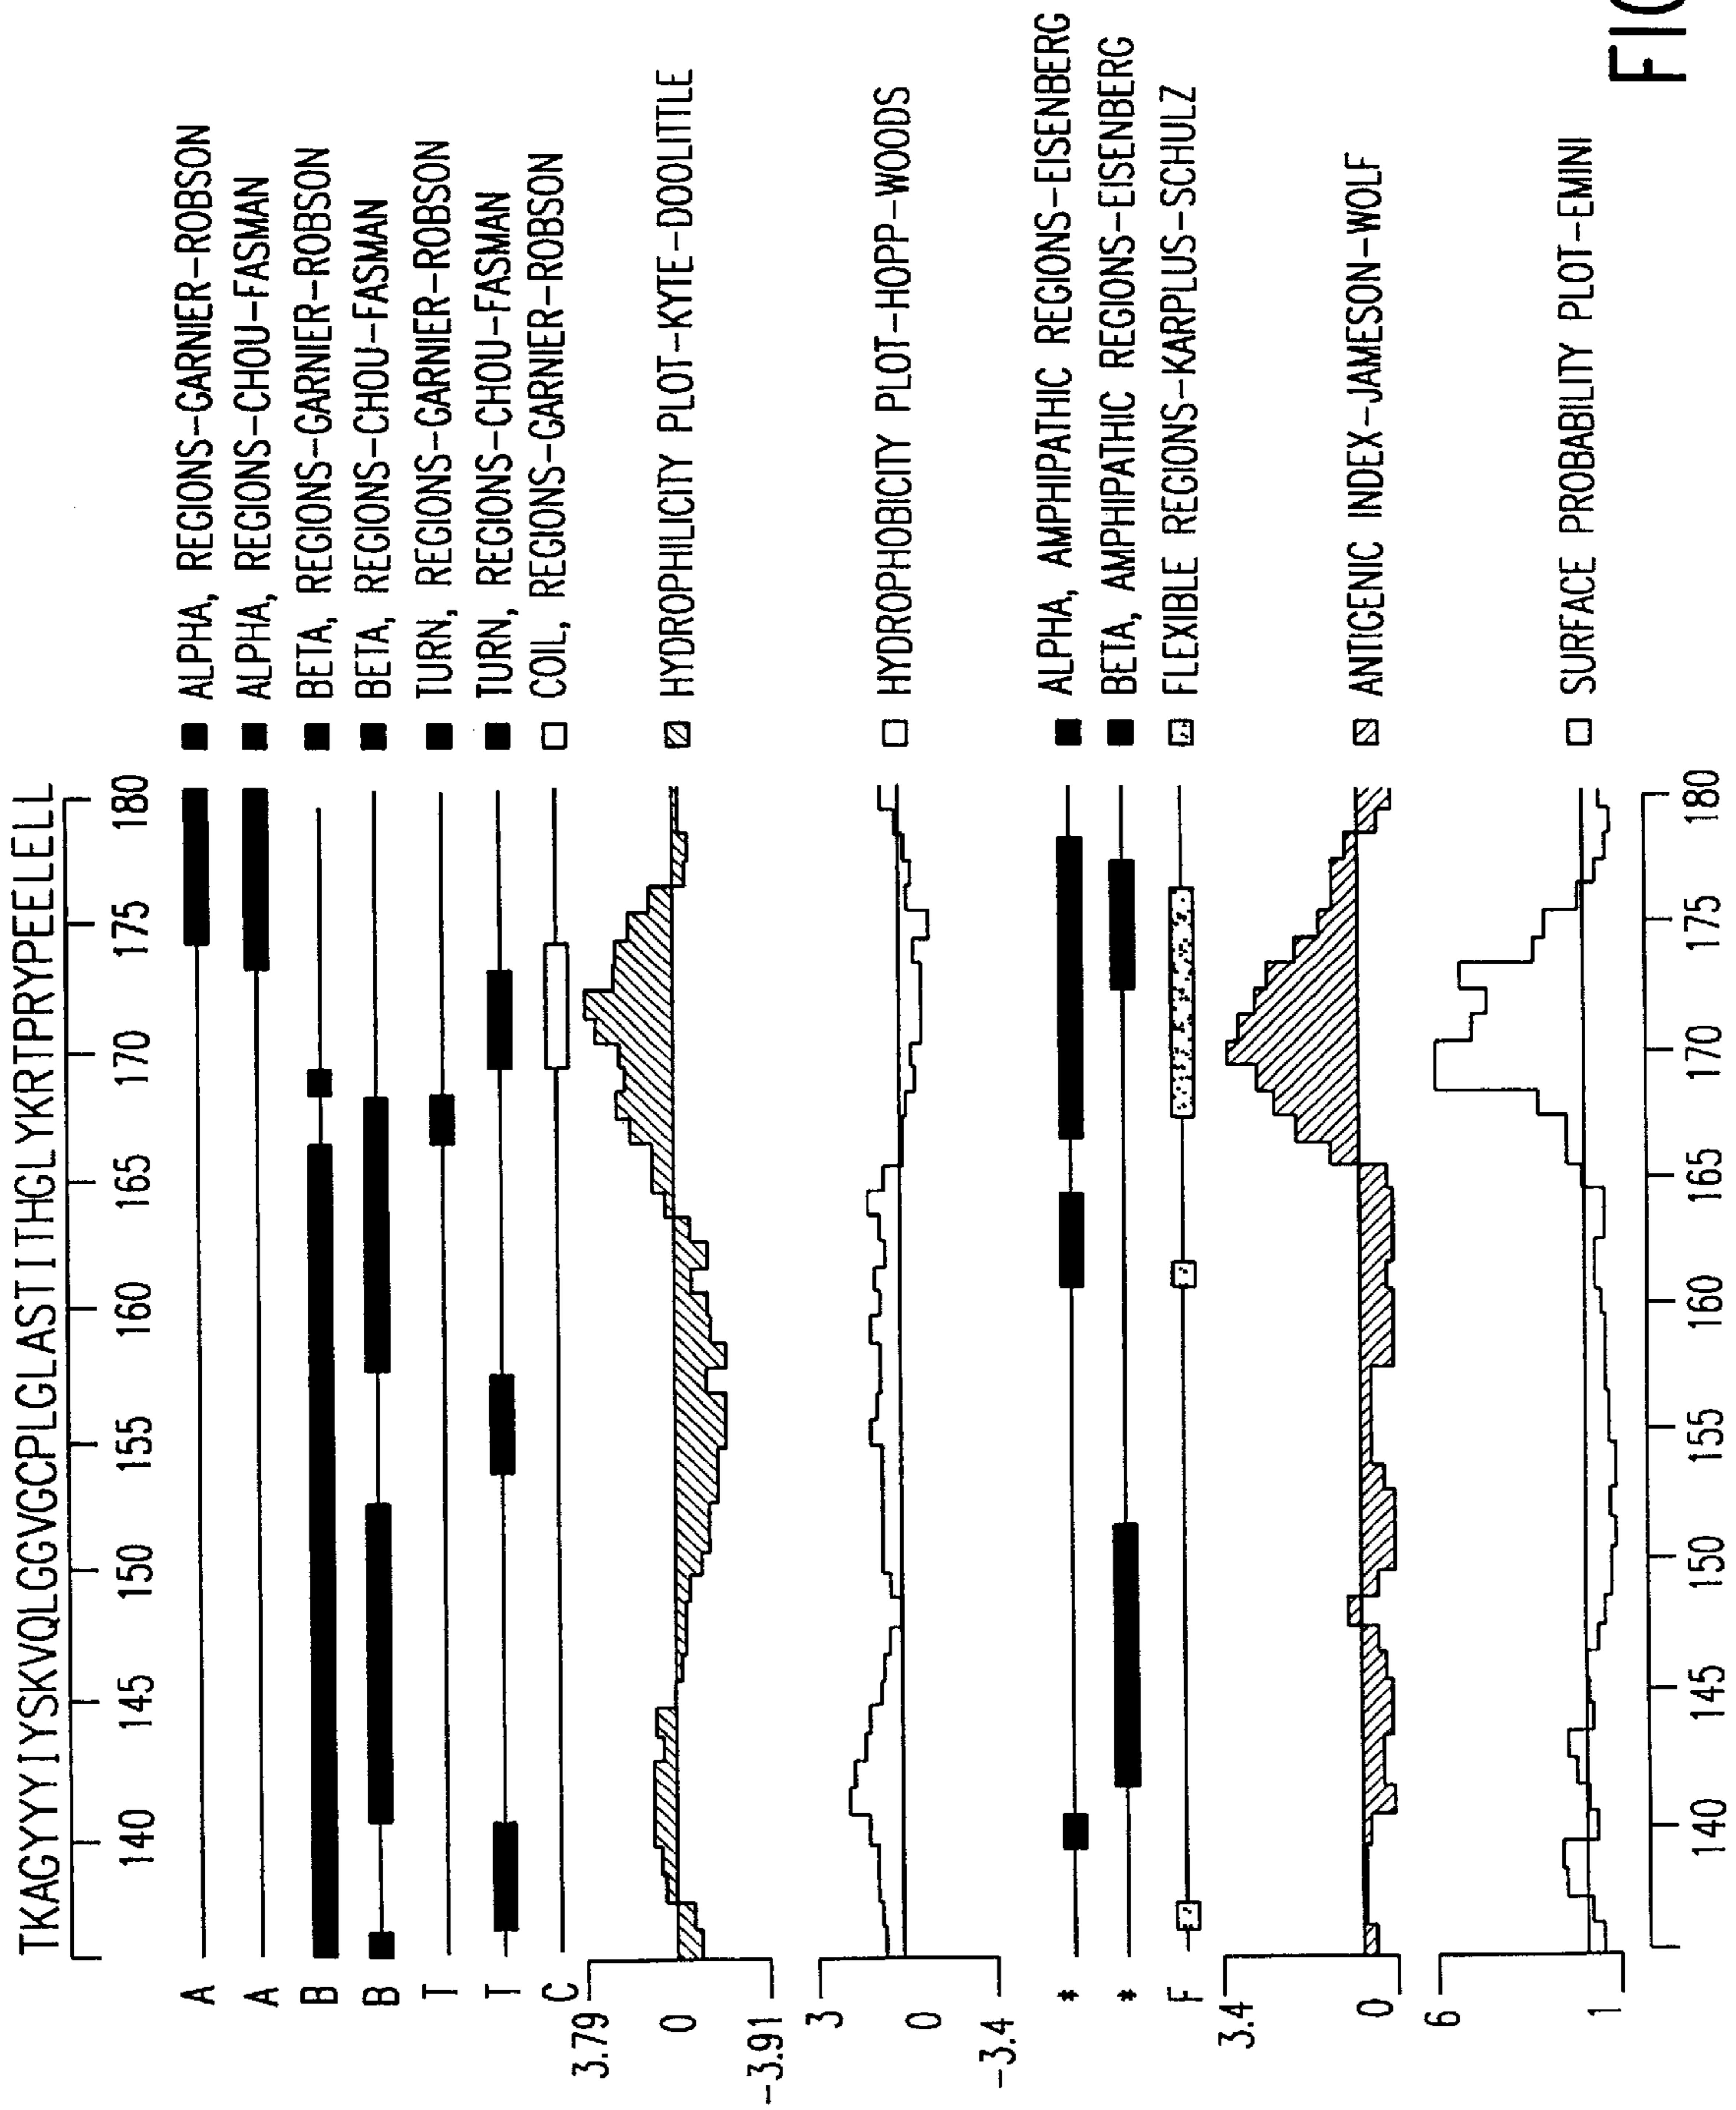 TKAGYYYIYSKVQLGGVGCPLGLASTITHGLYKRTPRYPEELELL
140 145 150 155 160 165 170 175 180
A ALPHA, REGIONS-GARNIER-ROBSON
A ALPHA, REGIONS-CHOU-FASMAN
B BETA, REGIONS-GARNIER-ROBSON
B BETA, REGIONS-CHOU-FASMAN
T TURN, REGIONS-GARNIER-ROBSON
T TURN, REGIONS-CHOU-FASMAN
C COIL, REGIONS-GARNIER-ROBSON
3.79
0 HYDROPHILICITY PLOT-KYTE-DOOLITTLE
-3.91
3
0 HYDROPHOBICITY PLOT-HOPP-WOODS
-3.4
* ALPHA, AMPHIPATHIC REGIONS-EISENBERG
* BETA, AMPHIPATHIC REGIONS-EISENBERG
F FLEXIBLE REGIONS-KARPLUS-SCHULZ
3.4
0 ANTIGENIC INDEX-JAMESON-WOLF
6
1 SURFACE PROBABILITY PLOT-EMINI
140 145 150 155 160 165 170 175 180